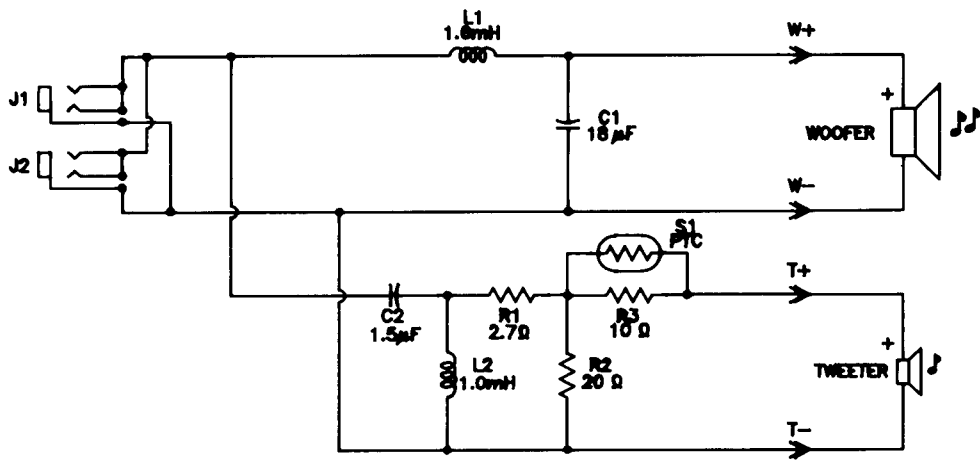 L1
1.6mH
W+
J1
+
C1
18µF
WOOFER
J2
W-
S1
PTC
T+
C2
1.5µF
R1
2.7Ω
R3
10 Ω
+
L2
1.0mH
R2
20 Ω
TWEETER
T-